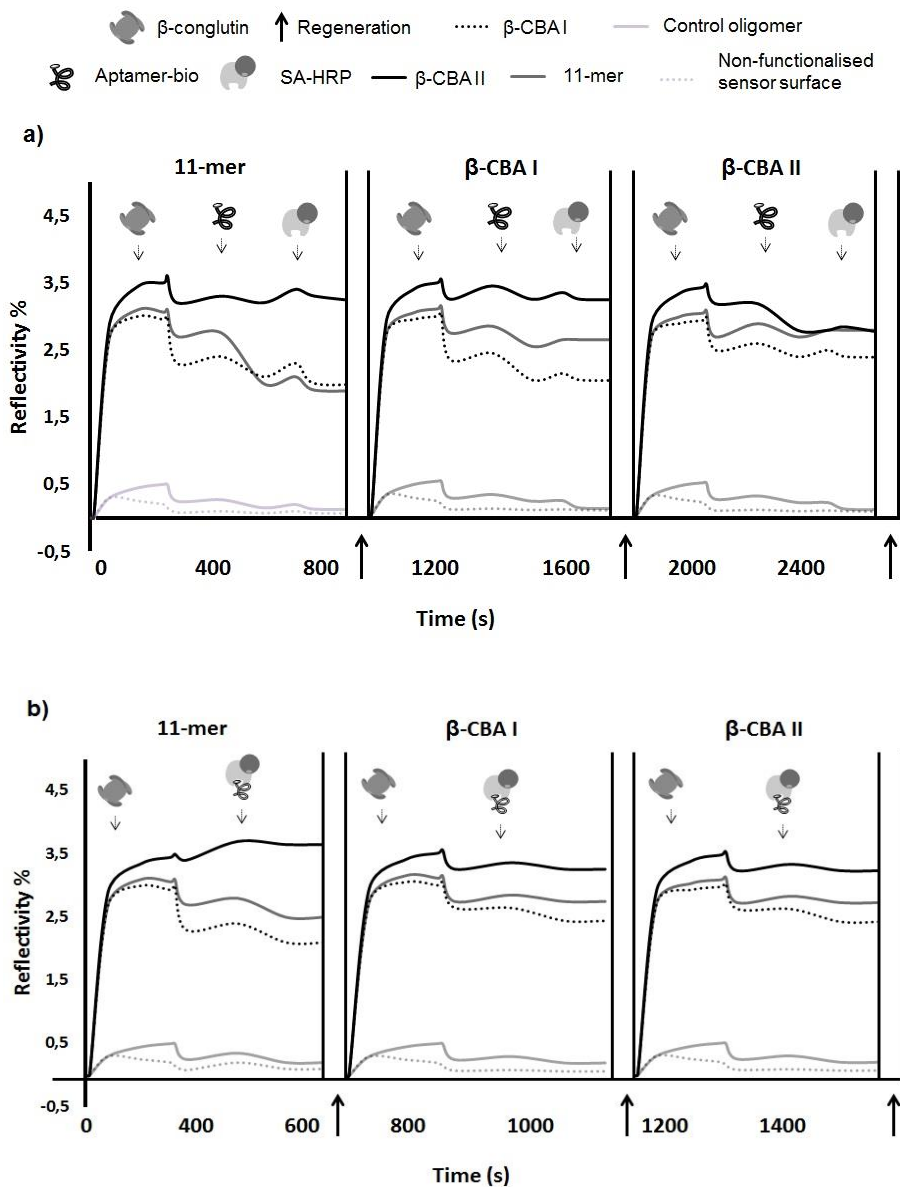 β-conglutin Regeneration β-CBA I Control oligomer
Aptamer-bio SA-HRP β-CBA II 11-mer Non-functionalised
sensor surface
a)
11-mer β-CBA I β-CBA II
4,5
3,5
2,5
1,5
0,5
-0,5
Reflectivity %
0 400 800 1200 1600 2000 2400
Time (s)
b)
11-mer β-CBA I β-CBA II
4,5
3,5
2,5
1,5
0,5
-0,5
Reflectivity %
0 400 600 800 1000 1200 1400
Time (s)